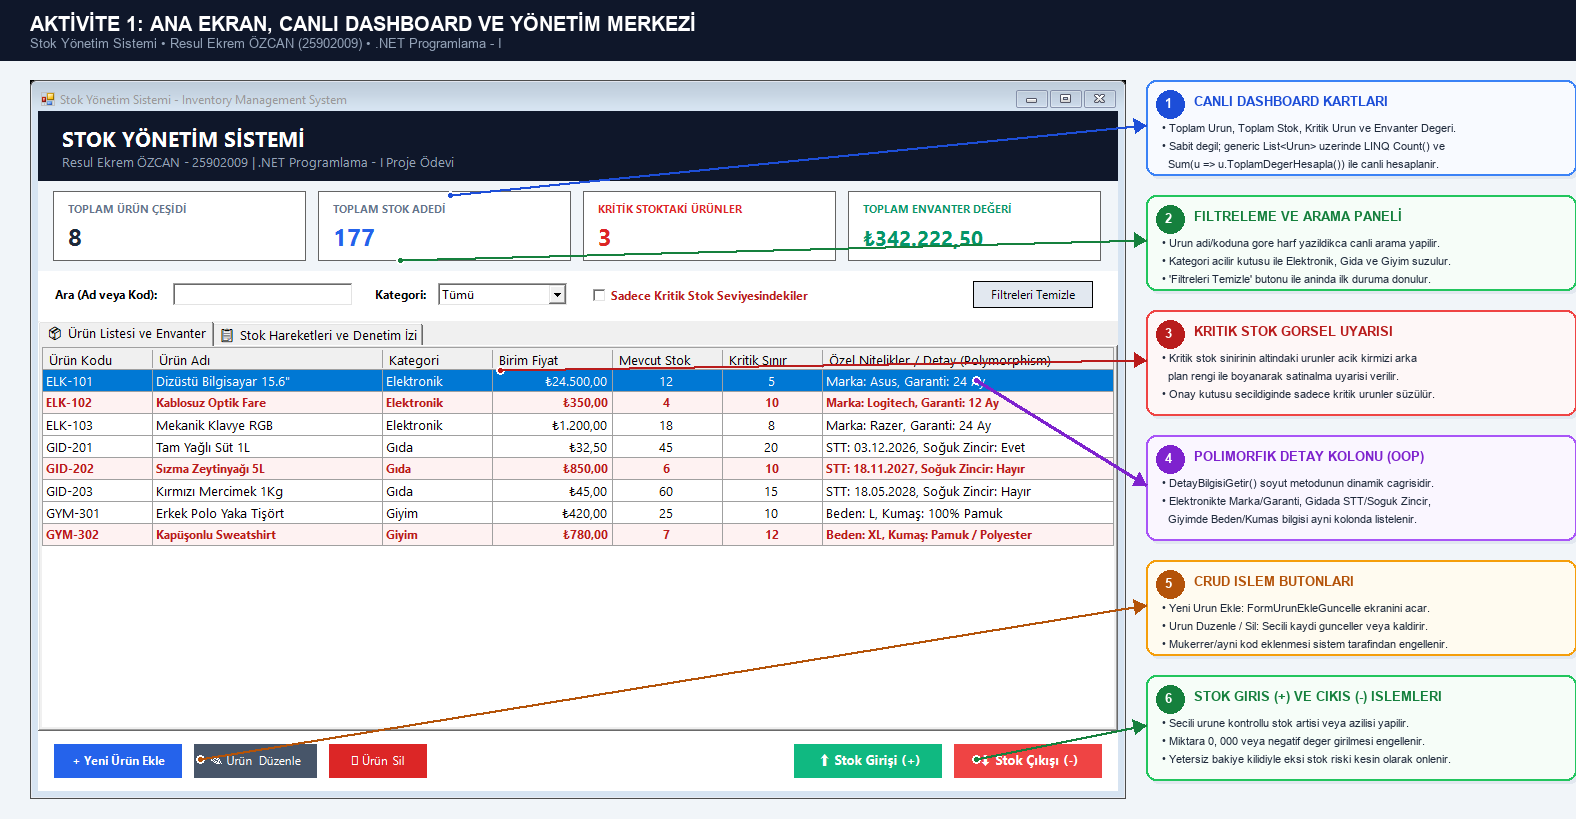 AKTİVİTE 1: ANA EKRAN, CANLI DASHBOARD VE YÖNETİM MERKEZİ
Stok Yönetim Sistemi • Resul Ekrem ÖZCAN (25902009) • .NET Programlama - I
Stok Yönetim Sistemi - Inventory Management System
STOK YÖNETİM SİSTEMİ
Resul Ekrem ÖZCAN - 25902009 | .NET Programlama - I Proje Ödevi
TOPLAM ÜRÜN ÇEŞİDİ
8
TOPLAM STOK ADEDİ
177
KRİTİK STOKTAKİ ÜRÜNLER
3
TOPLAM ENVANTER DEĞERİ
₺342.222,50
Ara (Ad veya Kod):
Kategori: Tümü
Sadece Kritik Stok Seviyesindekiler
Filtreleri Temizle
Ürün Listesi ve Envanter
Stok Hareketleri ve Denetim İzi
Ürün Kodu Ürün Adı Kategori Birim Fiyat Mevcut Stok Kritik Sınır Özel Nitelikler / Detay (Polymorphism)
ELK-101 Dizüstü Bilgisayar 15.6" Elektronik ₺24.500,00 12 5 Marka: Asus, Garanti: 24 Ay
ELK-102 Kablosuz Optik Fare Elektronik ₺350,00 4 10 Marka: Logitech, Garanti: 12 Ay
ELK-103 Mekanik Klavye RGB Elektronik ₺1.200,00 18 8 Marka: Razer, Garanti: 24 Ay
GID-201 Tam Yağlı Süt 1L Gıda ₺32,50 45 20 STT: 03.12.2026, Soğuk Zincir: Evet
GID-202 Sızma Zeytinyağı 5L Gıda ₺850,00 6 10 STT: 18.11.2027, Soğuk Zincir: Hayır
GID-203 Kırmızı Mercimek 1Kg Gıda ₺45,00 60 15 STT: 18.05.2028, Soğuk Zincir: Hayır
GYM-301 Erkek Polo Yaka Tişört Giyim ₺420,00 25 10 Beden: L, Kumaş: 100% Pamuk
GYM-302 Kapüşonlu Sweatshirt Giyim ₺780,00 7 12 Beden: XL, Kumaş: Pamuk / Polyester
+ Yeni Ürün Ekle
Ürün Düzenle
Ürün Sil
⬆ Stok Girişi (+)
⬇ Stok Çıkışı (-)
1 CANLI DASHBOARD KARTLARI
• Toplam Urun, Toplam Stok, Kritik Urun ve Envanter Degeri.
• Sabit degil; generic List<Urun> uzerinde LINQ Count() ve
Sum(u => u.ToplamDegerHesapla()) ile canli hesaplanir.
2 FILTRELEME VE ARAMA PANELİ
• Urun adi/koduna gore harf yazildikca canli arama yapilir.
• Kategori acilir kutusu ile Elektronik, Gida ve Giyim suzulur.
• 'Filtreleri Temizle' butonu ile aninda ilk duruma donulur.
3 KRITIK STOK GORSEL UYARISI
• Kritik stok sinirinin altindaki urunler acik kirmizi arka
plan rengi ile boyanarak satinalma uyarisi verilir.
• Onay kutusu secildiginde sadece kritik urunler süzülür.
4 POLIMORFIK DETAY KOLONU (OOP)
• DetayBilgisiGetir() soyut metodunun dinamik cagrisidir.
• Elektronikte Marka/Garanti, Gidada STT/Soguk Zincir,
Giyimde Beden/Kumas bilgisi ayni kolonda listelenir.
5 CRUD ISLEM BUTONLARI
• Yeni Urun Ekle: FormUrunEkleGuncelle ekranini acar.
• Urun Duzenle / Sil: Secili kaydi gunceller veya kaldirir.
• Mukerrer/ayni kod eklenmesi sistem tarafindan engellenir.
6 STOK GIRIS (+) VE CIKIS (-) ISLEMLERI
• Secili urune kontrollu stok artisi veya azilisi yapilir.
• Miktara 0, 000 veya negatif deger girilmesi engellenir.
• Yetersiz bakiye kilidiyle eksi stok riski kesin olarak onlenir.